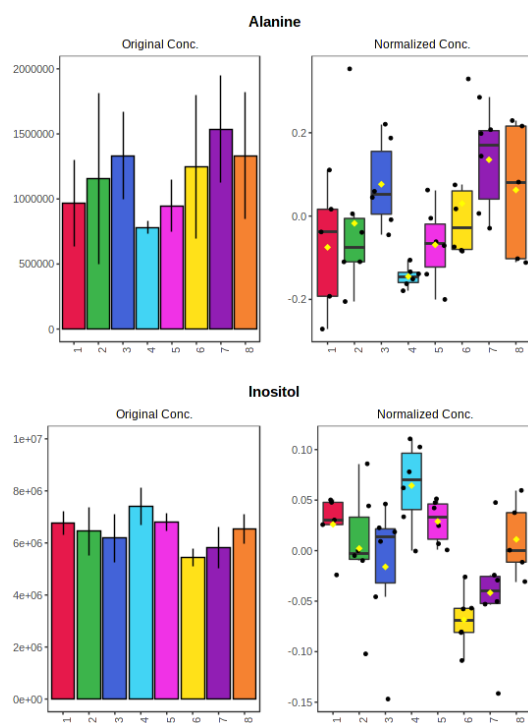 Alanine
Original Conc.
2000000
1500000
1000000
500000
0
1 2 3 4 5 6 7 8
Normalized Conc.
0.2
0.0
-0.2
1 2 3 4 5 6 7 8
Inositol
Original Conc.
1e+07
8e+06
6e+06
4e+06
2e+06
0e+00
1 2 3 4 5 6 7 8
Normalized Conc.
0.10
0.05
0.00
-0.05
-0.10
-0.15
1 2 3 4 5 6 7 8